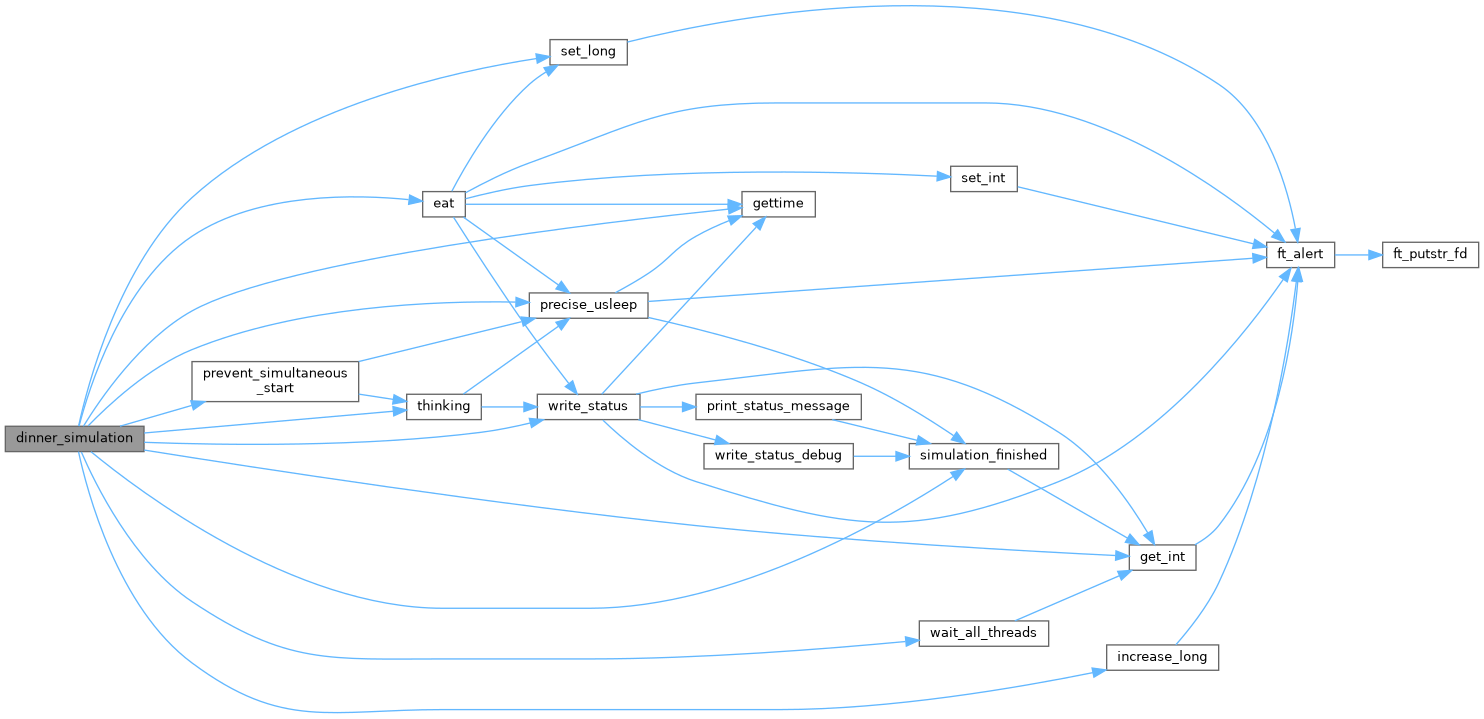 set_long
set_int
eat
gettime
ft_alert
ft_putstr_fd
precise_usleep
prevent_simultaneous
_start
thinking
write_status
print_status_message
dinner_simulation
write_status_debug
simulation_finished
get_int
wait_all_threads
increase_long